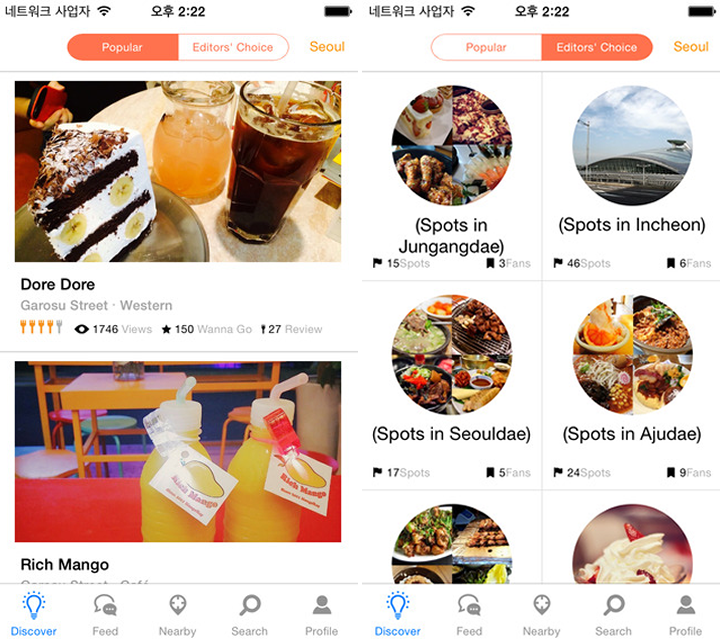 네트워크 사업자 오후 2:22
Popular Editors' Choice Seoul
Dore Dore
Garosu Street · Western
1746 Views 150 Wanna Go 27 Review
Rich Mango
Rich Mango
Rich Mango
Garosu Street · Café
Discover Feed Nearby Search Profile
네트워크 사업자 오후 2:22
Popular Editors' Choice Seoul
(Spots in
Jungangdae)
15Spots 3Fans
(Spots in Incheon)
46Spots 6Fans
(Spots in Seouldae)
17Spots 5Fans
(Spots in Ajudae)
24Spots 9Fans
Discover Feed Nearby Search Profile